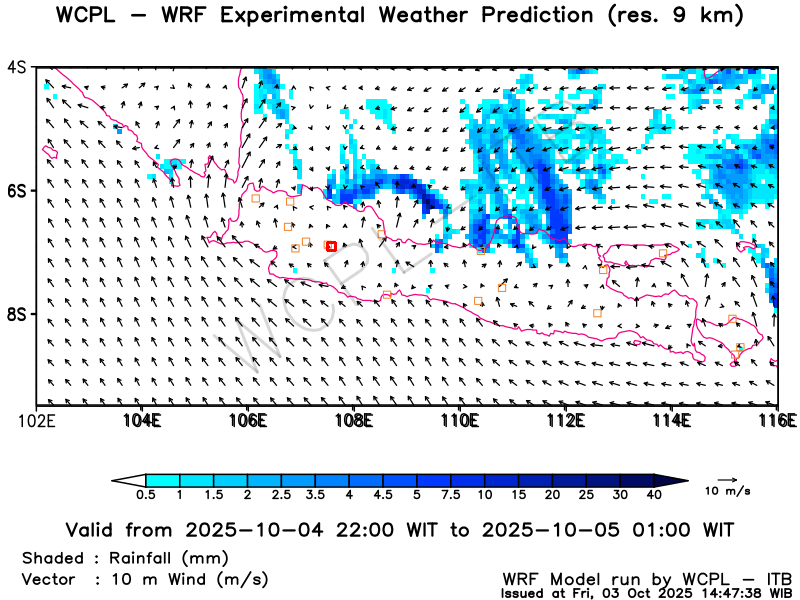 WCPL – WRF Experimental Weather Prediction (res. 9 km)
4S
6S
8S
102E 104E 106E 108E 110E 112E 114E 116E
WCPL
0.5 1 1.5 2 2.5 3.5 4 4.5 5 7.5 10 15 20 25 30 40
10 m/s
Valid from 2025–10–04 22:00 WIT to 2025–10–05 01:00 WIT
Shaded : Rainfall (mm)
Vector : 10 m Wind (m/s)
WRF Model run by WCPL – ITB
Issued at Fri, 03 Oct 2025 14:47:38 WIB